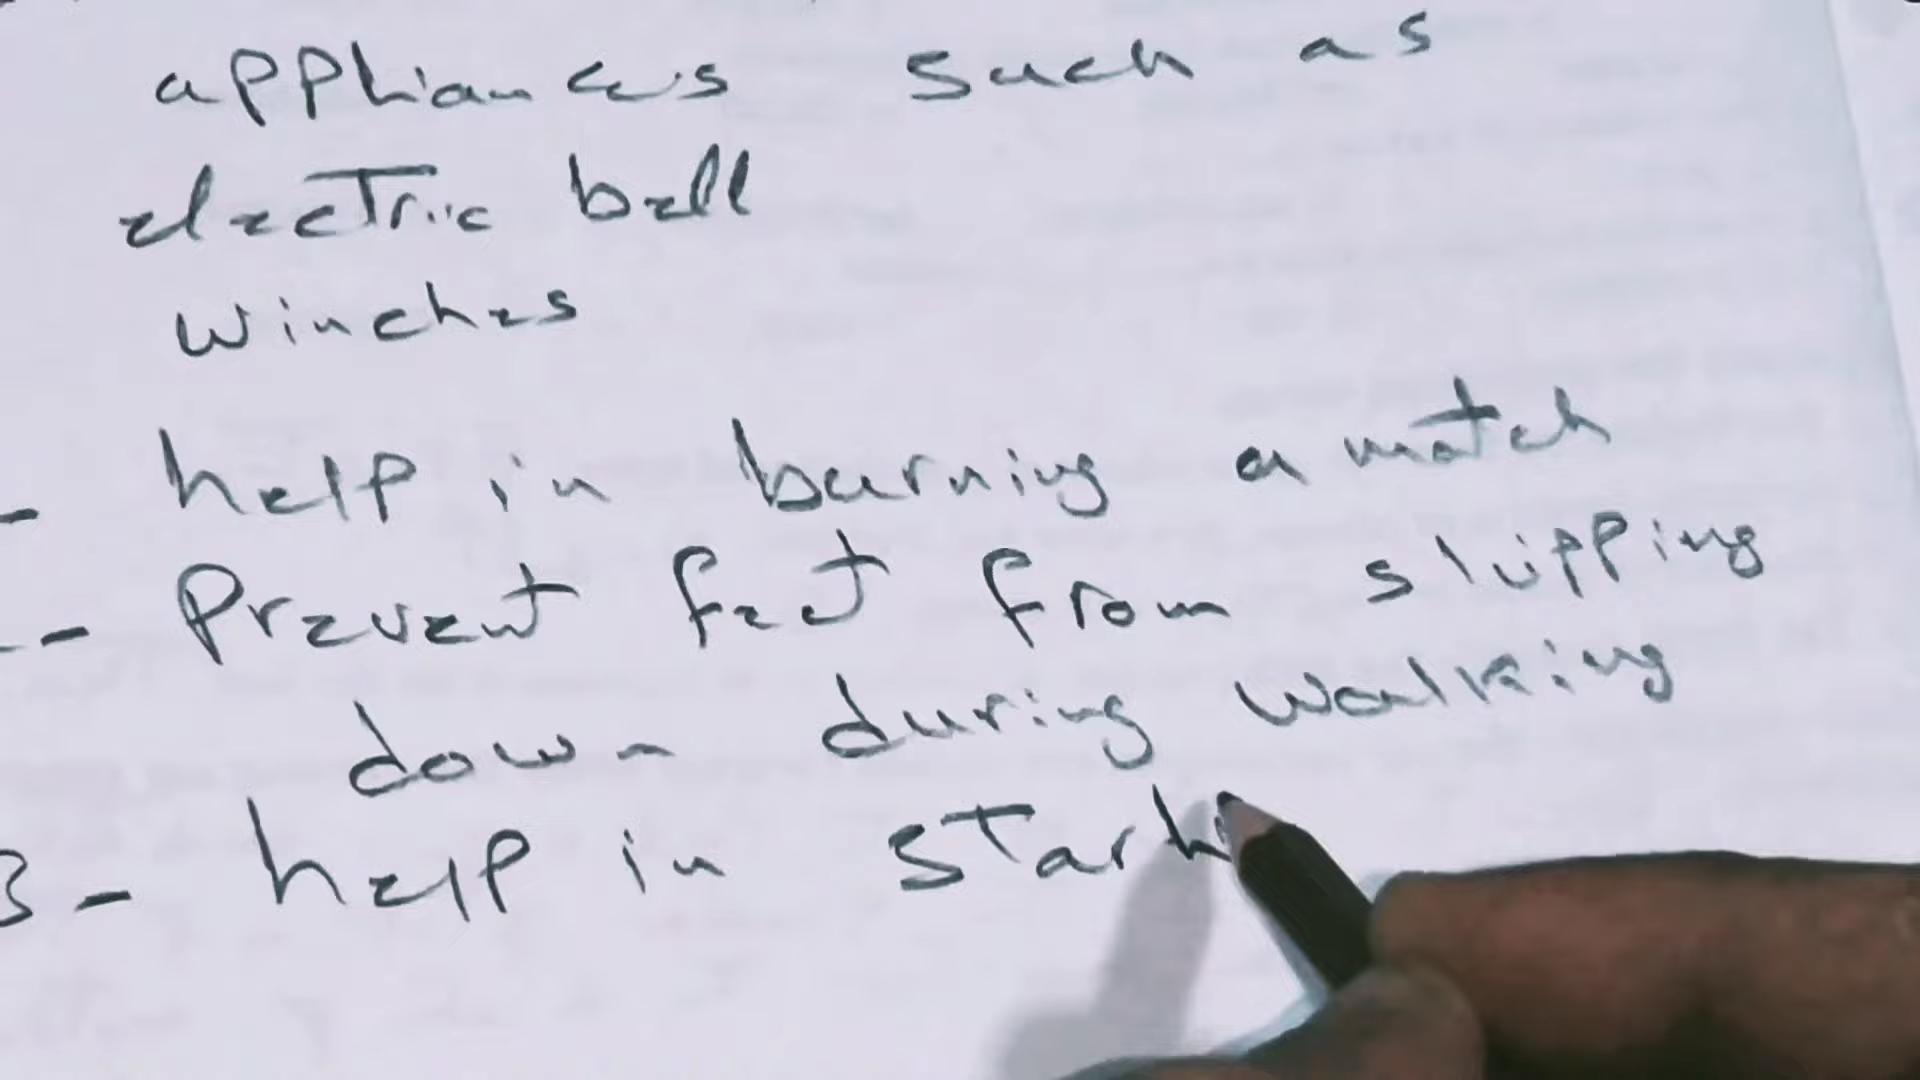 appliances such as
electric bell
winches
- help in burning a match
- Prevent feet from slipping
down during walking
3 - help in start